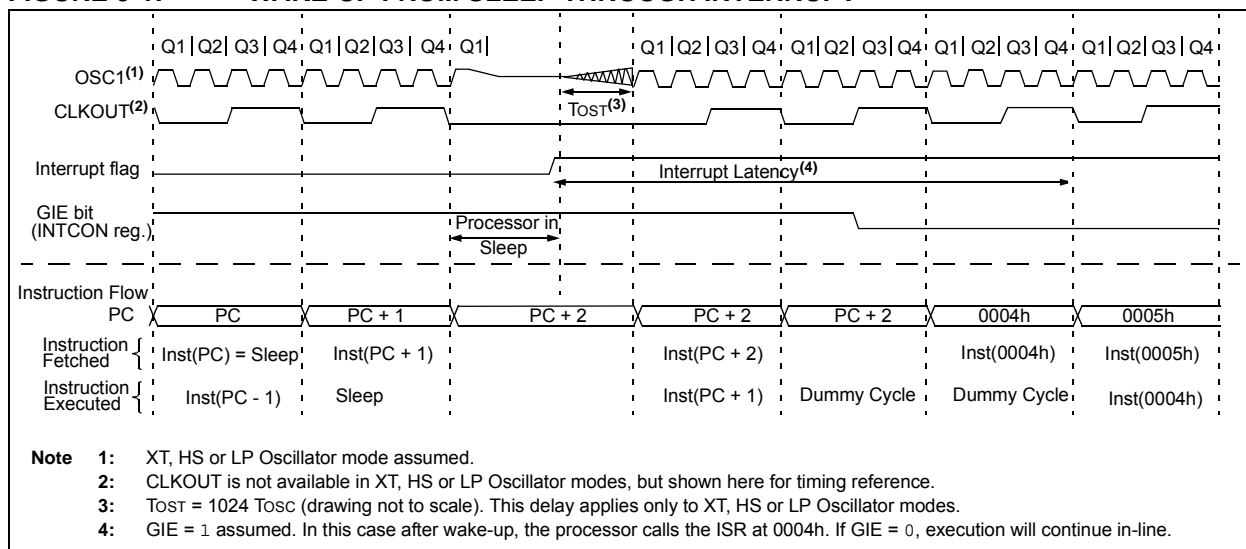 Q1 Q2 Q3 Q4 Q1 Q2 Q3 Q4 Q1 Q1 Q2 Q3 Q4 Q1 Q2 Q3 Q4 Q1 Q2 Q3 Q4 Q1 Q2 Q3 Q4
OSC1(1)
TOST(3)
CLKOUT(2)
Interrupt flag
Interrupt Latency(4)
GIE bit
(INTCON reg.)
Processor in
Sleep
Instruction Flow
PC PC PC + 1 PC + 2 PC + 2 PC + 2 0004h 0005h
Instruction
Fetched
Inst(PC) = Sleep Inst(PC + 1) Inst(PC + 2) Inst(0004h) Inst(0005h)
Instruction
Executed
Inst(PC - 1) Sleep Inst(PC + 1) Dummy Cycle Dummy Cycle Inst(0004h)
Note 1: XT, HS or LP Oscillator mode assumed.
2: CLKOUT is not available in XT, HS or LP Oscillator modes, but shown here for timing reference.
3: TOST = 1024 TOSC (drawing not to scale). This delay applies only to XT, HS or LP Oscillator modes.
4: GIE = 1 assumed. In this case after wake-up, the processor calls the ISR at 0004h. If GIE = 0, execution will continue in-line.